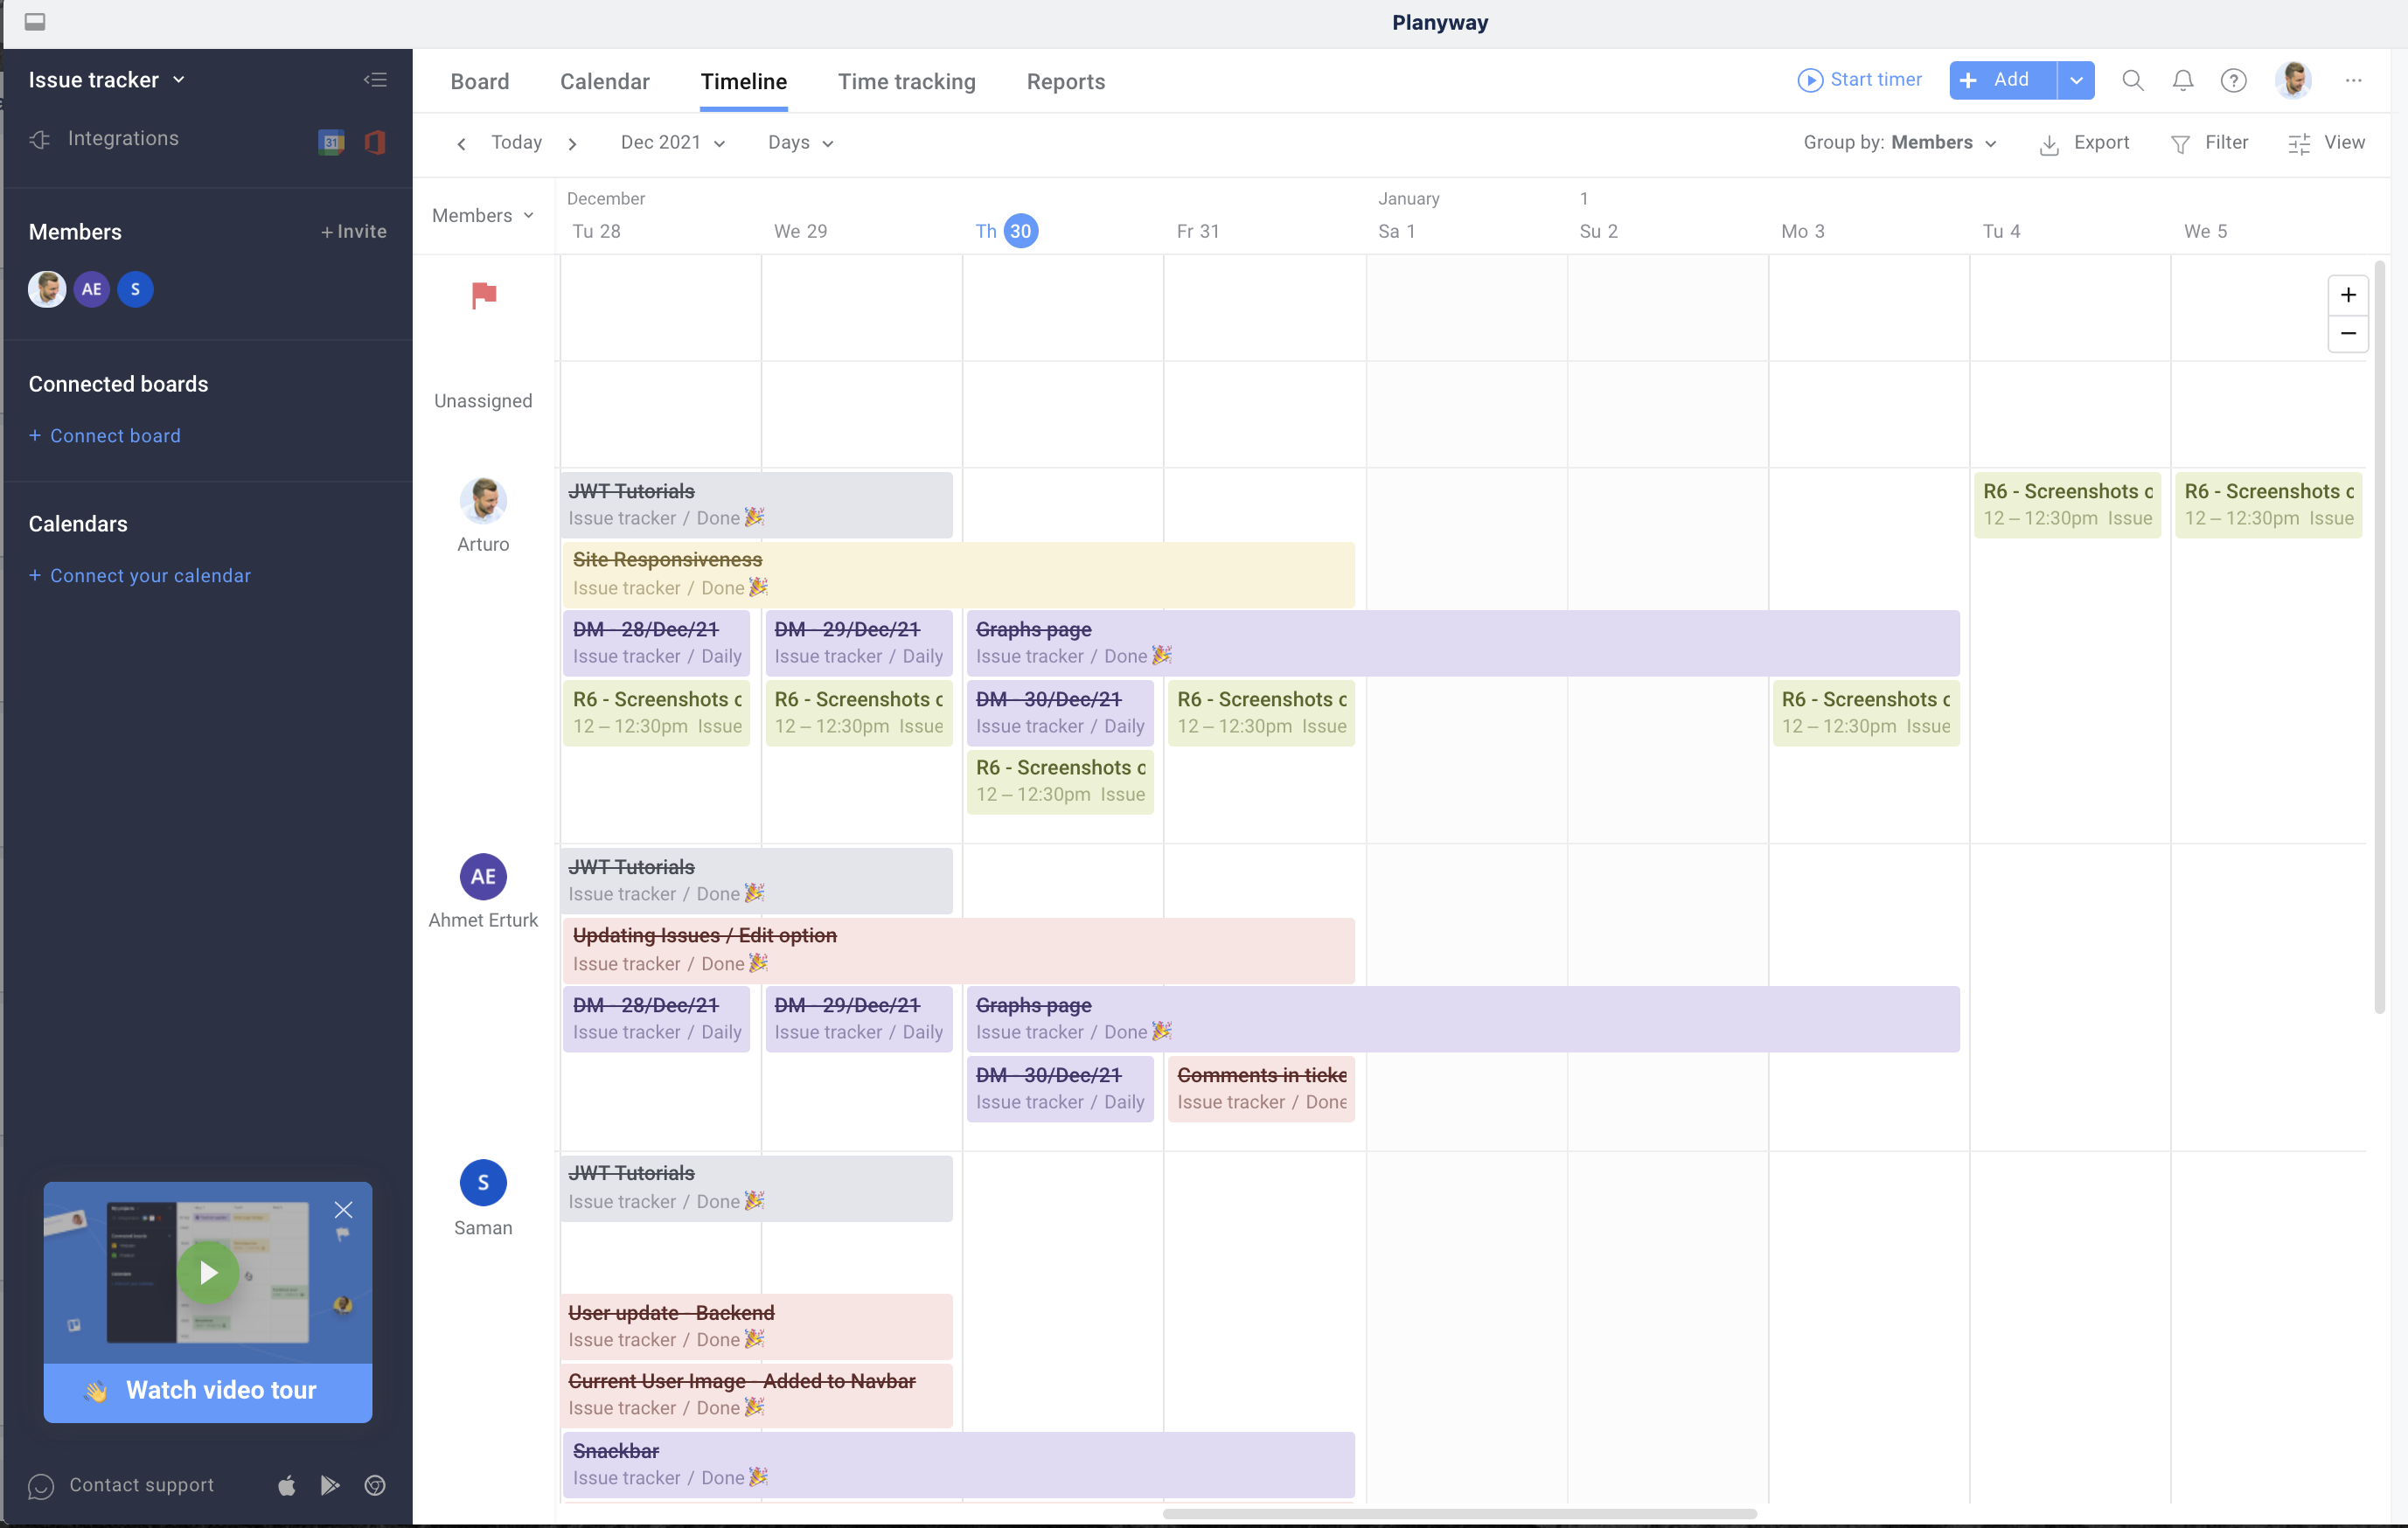 Planyway
Issue tracker
Integrations
31
Members
+ Invite
AE
S
Connected boards
+ Connect board
Calendars
+ Connect your calendar
Watch video tour
Contact support
Board
Calendar
Timeline
Time tracking
Reports
Start timer
+ Add
?
Today
Dec 2021
Days
Group by: Members
Export
Filter
View
Members
December
January
1
Tu 28
We 29
Th 30
Fr 31
Sa 1
Su 2
Mo 3
Tu 4
We 5
+
−
Unassigned
Arturo
JWT Tutorials
Issue tracker / Done 🎉
R6 - Screenshots
12 – 12:30pm Issue
R6 - Screenshots
12 – 12:30pm Issue
Site Responsiveness
Issue tracker / Done 🎉
DM - 28/Dec/21
Issue tracker / Daily
DM - 29/Dec/21
Issue tracker / Daily
Graphs page
Issue tracker / Done 🎉
R6 - Screenshots
12 – 12:30pm Issue
R6 - Screenshots
12 – 12:30pm Issue
DM - 30/Dec/21
Issue tracker / Daily
R6 - Screenshots
12 – 12:30pm Issue
R6 - Screenshots
12 – 12:30pm Issue
R6 - Screenshots
12 – 12:30pm Issue
AE
Ahmet Erturk
JWT Tutorials
Issue tracker / Done 🎉
Updating Issues / Edit option
Issue tracker / Done 🎉
DM - 28/Dec/21
Issue tracker / Daily
DM - 29/Dec/21
Issue tracker / Daily
Graphs page
Issue tracker / Done 🎉
DM - 30/Dec/21
Issue tracker / Daily
Comments in ticke
Issue tracker / Done
S
Saman
JWT Tutorials
Issue tracker / Done 🎉
User update - Backend
Issue tracker / Done 🎉
Current User Image - Added to Navbar
Issue tracker / Done 🎉
Snackbar
Issue tracker / Done 🎉